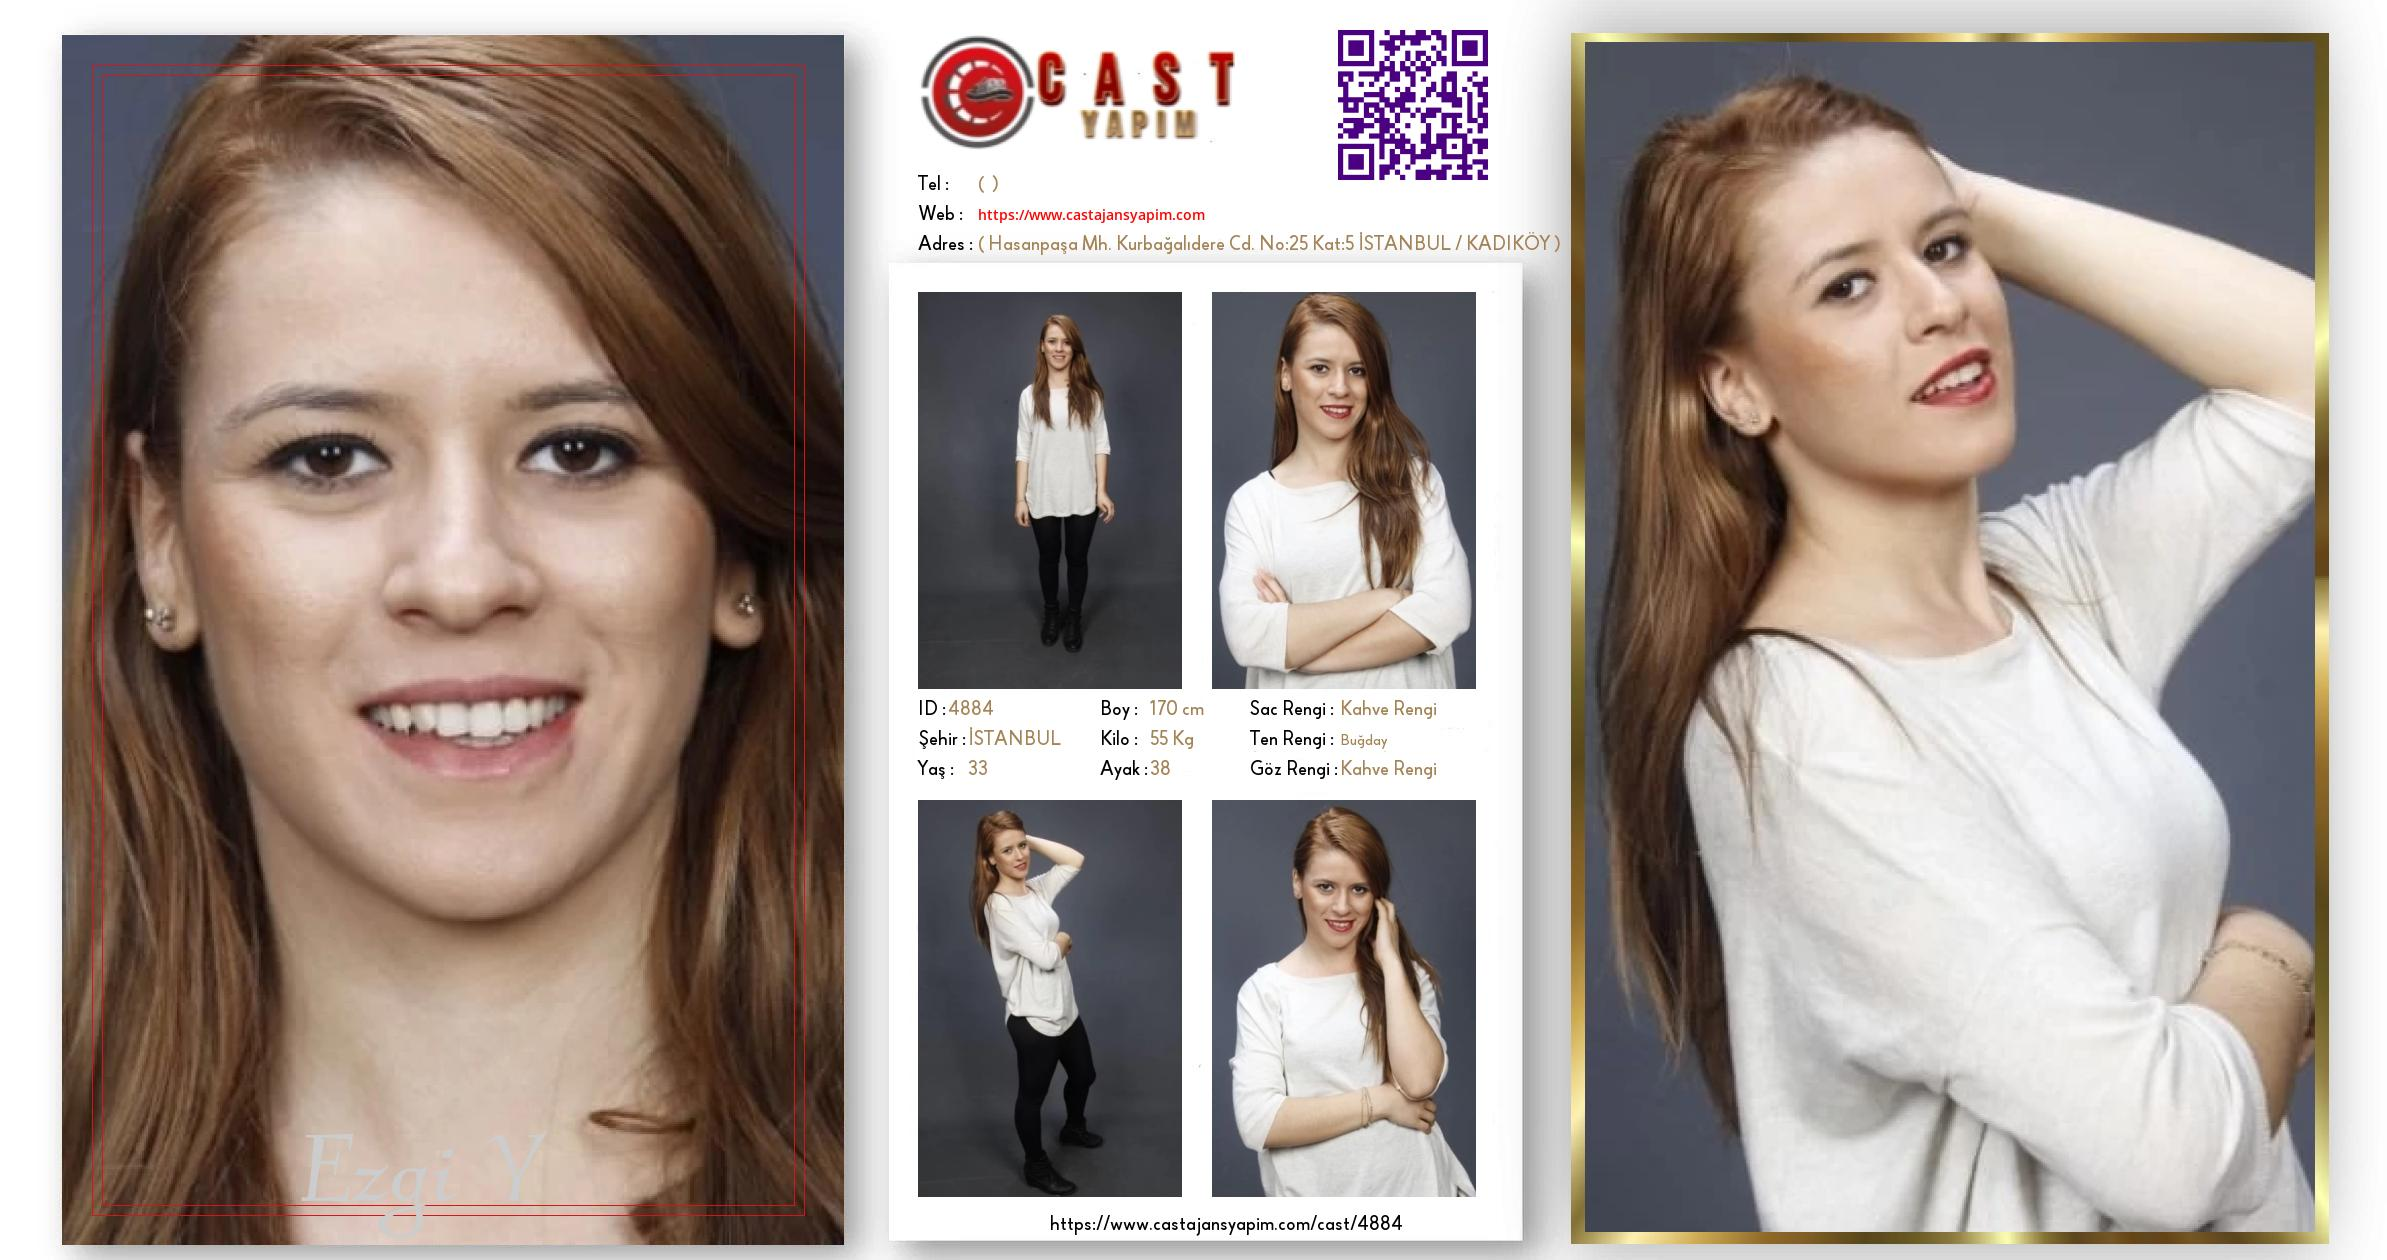 Ezgi Y
CAST
YAPIM
Tel : ( )
Web : https://www.castajansyapim.com
Adres : ( Hasanpaşa Mh. Kurbağalıdere Cd. No:25 Kat:5 İSTANBUL / KADIKÖY )
ID : 4884 Boy : 170 cm Sac Rengi : Kahve Rengi
Şehir : İSTANBUL Kilo : 55 Kg Ten Rengi : Buğday
Yaş : 33 Ayak : 38 Göz Rengi : Kahve Rengi
https://www.castajansyapim.com/cast/4884